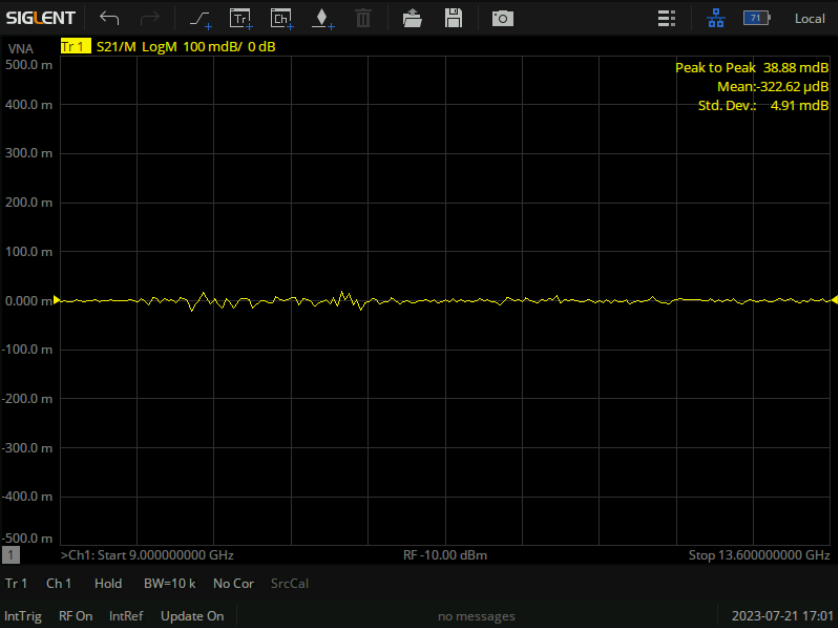 SIGLENT Tr Ch 71 Local
VNA Tr 1 S21/M LogM 100 mdB/ 0 dB
500.0 m
Peak to Peak 38.88 mdB
Mean:-322.62 µdB
Std. Dev.: 4.91 mdB
400.0 m
300.0 m
200.0 m
100.0 m
0.000 m
-100.0 m
-200.0 m
-300.0 m
-400.0 m
-500.0 m
1 >Ch1: Start 9.000000000 GHz RF -10.00 dBm Stop 13.600000000 GHz
Tr 1 Ch 1 Hold BW=10 k No Cor SrcCal
IntTrig RF On IntRef Update On no messages 2023-07-21 17:01